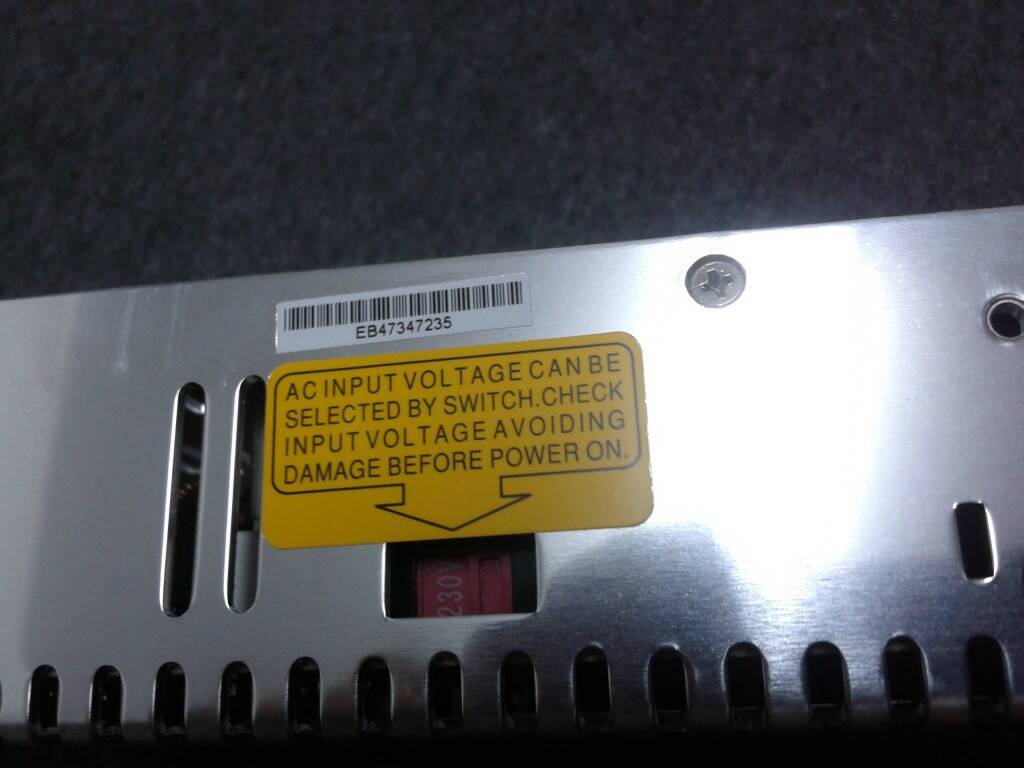 EB47347235
AC INPUT VOLTAGE CAN BE
SELECTED BY SWITCH.CHECK
INPUT VOLTAGE AVOIDING
DAMAGE BEFORE POWER ON.
230V